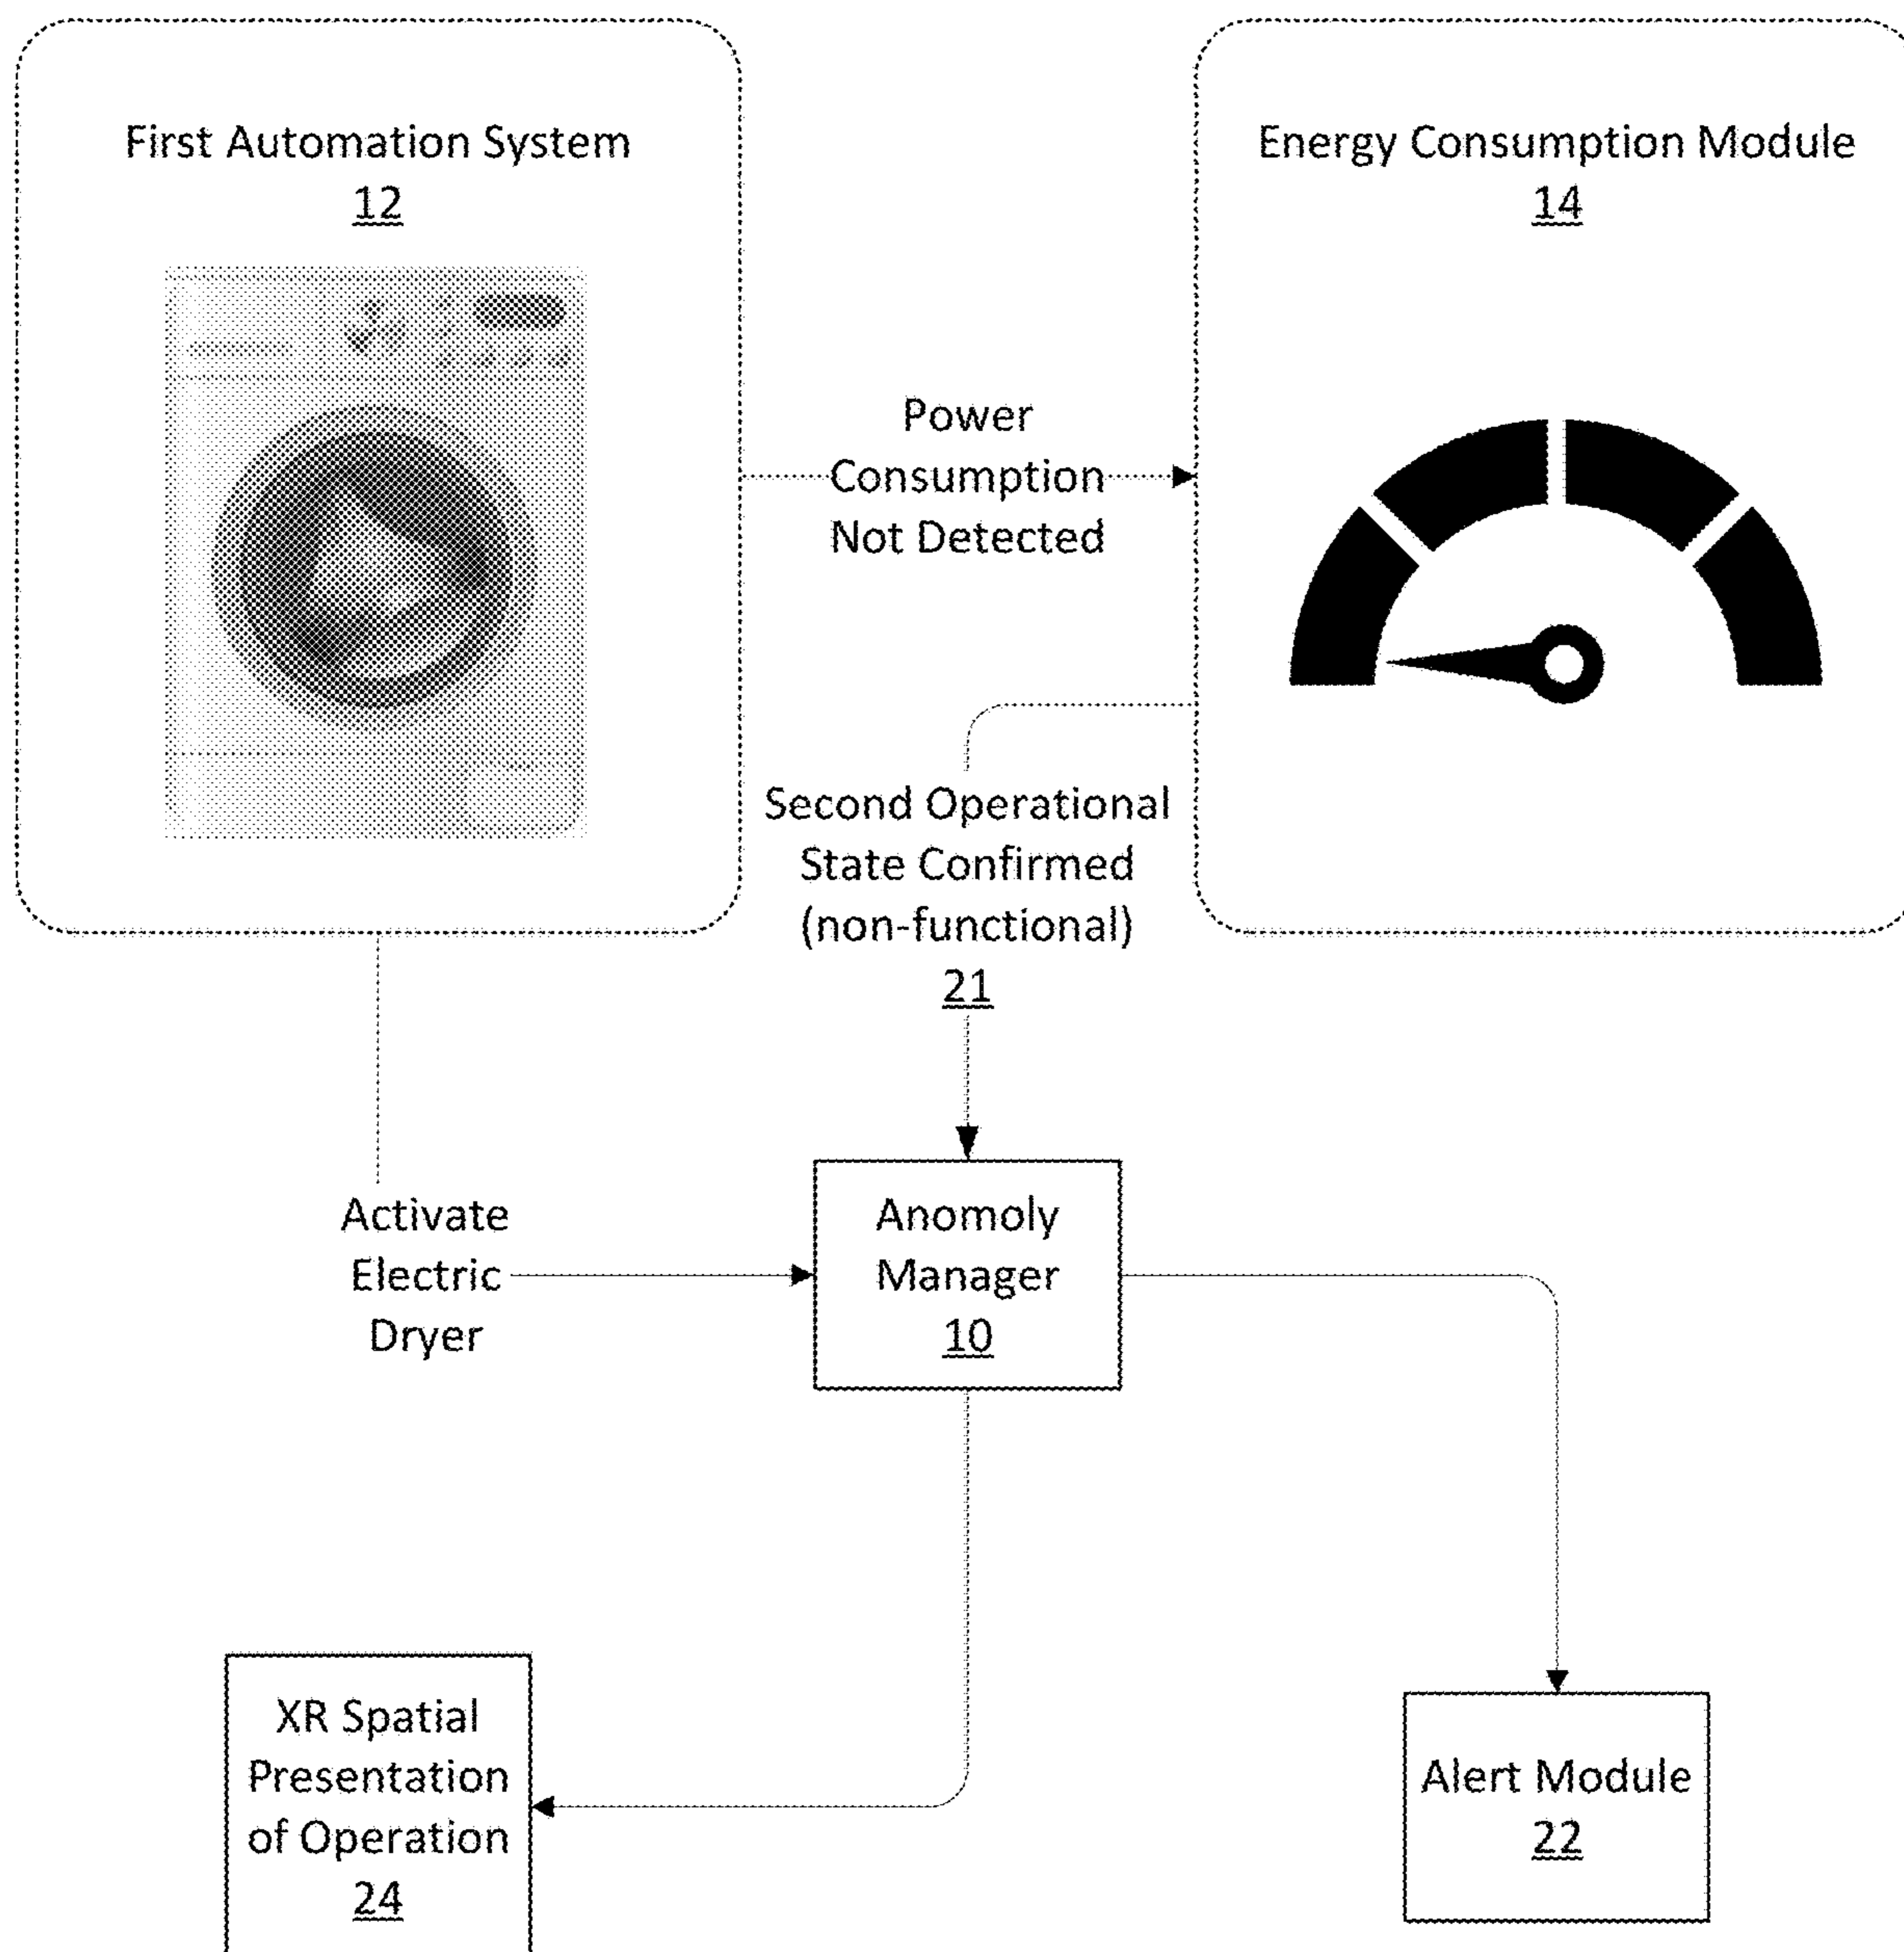 First Automation System
12
Energy Consumption Module
14
Power
Consumption
Not Detected
Second Operational
State Confirmed
(non-functional)
21
Activate
Electric
Dryer
Anomoly
Manager
10
XR Spatial
Presentation
of Operation
24
Alert Module
22